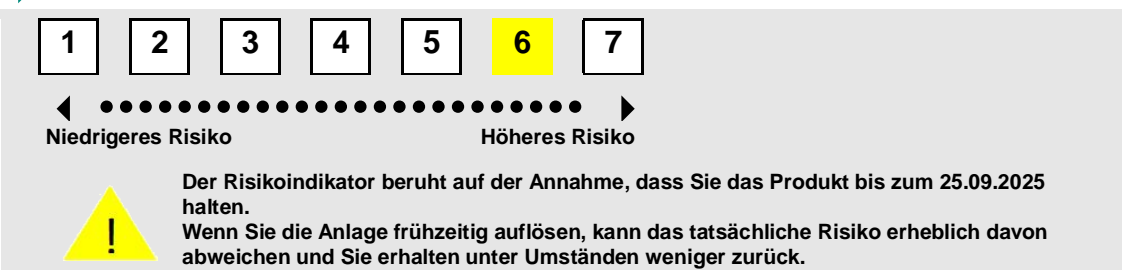 1 2 3 4 5 6 7
Niedrigeres Risiko Höheres Risiko
Der Risikoindikator beruht auf der Annahme, dass Sie das Produkt bis zum 25.09.2025
halten.
Wenn Sie die Anlage frühzeitig auflösen, kann das tatsächliche Risiko erheblich davon
abweichen und Sie erhalten unter Umständen weniger zurück.
!